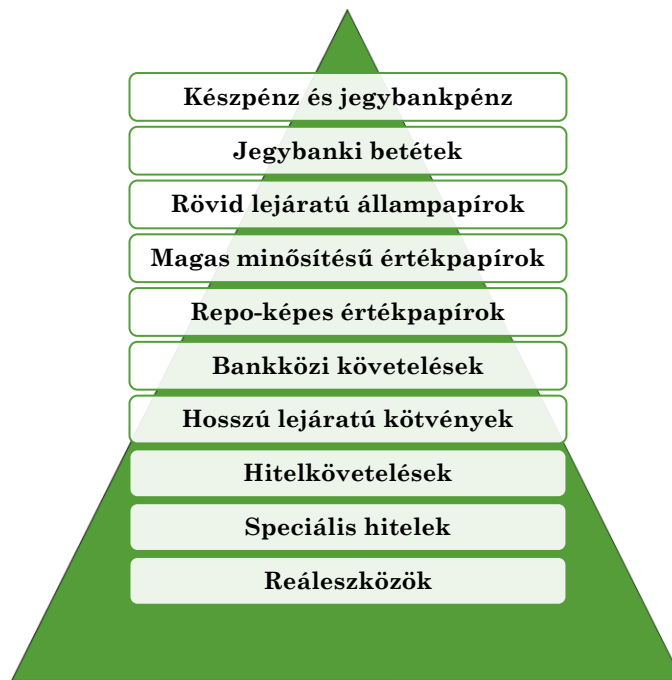 Készpénz és jegybankpénz
Jegybanki betétek
Rövid lejáratú állampapírok
Magas minősítésű értékpapírok
Repo-képes értékpapírok
Bankközi követelések
Hosszú lejáratú kötvények
Hitelkövetelések
Speciális hitelek
Reáleszközök